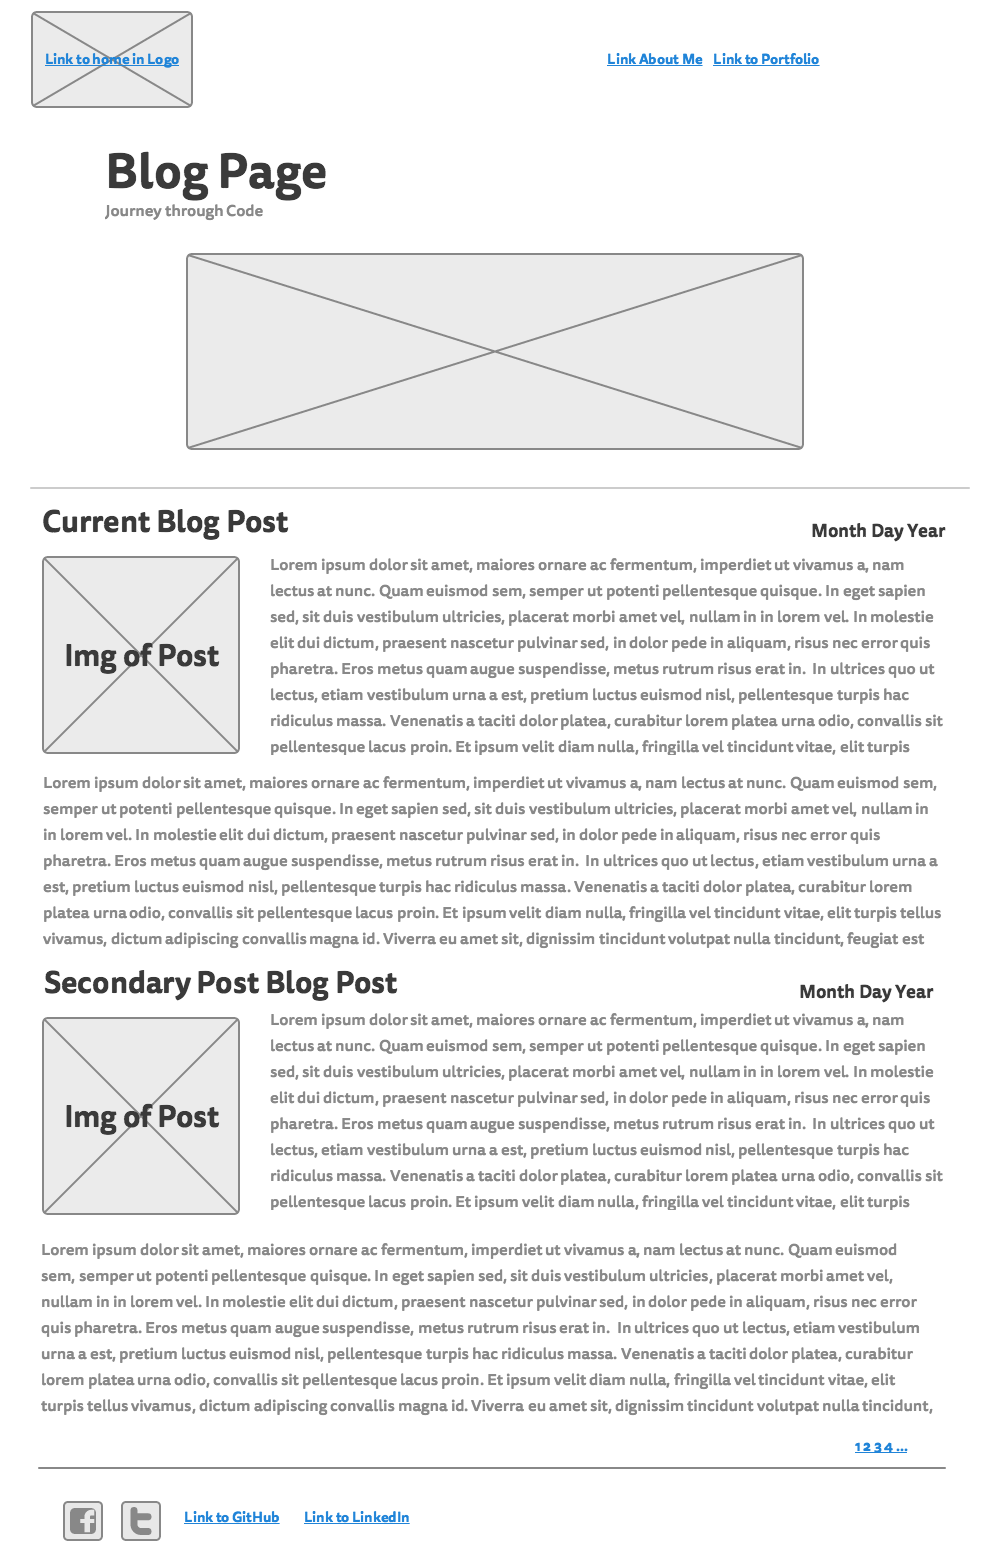 Link to home in Logo
Link About Me Link to Portfolio
Blog Page
Journey through Code
Current Blog Post
Month Day Year
Img of Post
Lorem ipsum dolor sit amet, maiores ornare ac fermentum, imperdiet ut vivamus a, nam
lectus at nunc. Quam euismod sem, semper ut potenti pellentesque quisque. In eget sapien
sed, sit duis vestibulum ultricies, placerat morbi amet vel, nullam in in lorem vel. In molestie
elit dui dictum, praesent nascetur pulvinar sed, in dolor pede in aliquam, risus nec error quis
pharetra. Eros metus quam augue suspendisse, metus rutrum risus erat in. In ultrices quo ut
lectus, etiam vestibulum urna a est, pretium luctus euismod nisl, pellentesque turpis hac
ridiculus massa. Venenatis a taciti dolor platea, curabitur lorem platea urna odio, convallis sit
pellentesque lacus proin. Et ipsum velit diam nulla, fringilla vel tincidunt vitae, elit turpis
Lorem ipsum dolor sit amet, maiores ornare ac fermentum, imperdiet ut vivamus a, nam lectus at nunc. Quam euismod sem,
semper ut potenti pellentesque quisque. In eget sapien sed, sit duis vestibulum ultricies, placerat morbi amet vel, nullam in
in lorem vel. In molestie elit dui dictum, praesent nascetur pulvinar sed, in dolor pede in aliquam, risus nec error quis
pharetra. Eros metus quam augue suspendisse, metus rutrum risus erat in. In ultrices quo ut lectus, etiam vestibulum urna a
est, pretium luctus euismod nisl, pellentesque turpis hac ridiculus massa. Venenatis a taciti dolor platea, curabitur lorem
platea urna odio, convallis sit pellentesque lacus proin. Et ipsum velit diam nulla, fringilla vel tincidunt vitae, elit turpis tellus
vivamus, dictum adipiscing convallis magna id. Viverra eu amet sit, dignissim tincidunt volutpat nulla tincidunt, feugiat est
Secondary Post Blog Post
Month Day Year
Img of Post
Lorem ipsum dolor sit amet, maiores ornare ac fermentum, imperdiet ut vivamus a, nam
lectus at nunc. Quam euismod sem, semper ut potenti pellentesque quisque. In eget sapien
sed, sit duis vestibulum ultricies, placerat morbi amet vel, nullam in in lorem vel. In molestie
elit dui dictum, praesent nascetur pulvinar sed, in dolor pede in aliquam, risus nec error quis
pharetra. Eros metus quam augue suspendisse, metus rutrum risus erat in. In ultrices quo ut
lectus, etiam vestibulum urna a est, pretium luctus euismod nisl, pellentesque turpis hac
ridiculus massa. Venenatis a taciti dolor platea, curabitur lorem platea urna odio, convallis sit
pellentesque lacus proin. Et ipsum velit diam nulla, fringilla vel tincidunt vitae, elit turpis
Lorem ipsum dolor sit amet, maiores ornare ac fermentum, imperdiet ut vivamus a, nam lectus at nunc. Quam euismod
sem, semper ut potenti pellentesque quisque. In eget sapien sed, sit duis vestibulum ultricies, placerat morbi amet vel,
nullam in in lorem vel. In molestie elit dui dictum, praesent nascetur pulvinar sed, in dolor pede in aliquam, risus nec error
quis pharetra. Eros metus quam augue suspendisse, metus rutrum risus erat in. In ultrices quo ut lectus, etiam vestibulum
urna a est, pretium luctus euismod nisl, pellentesque turpis hac ridiculus massa. Venenatis a taciti dolor platea, curabitur
lorem platea urna odio, convallis sit pellentesque lacus proin. Et ipsum velit diam nulla, fringilla vel tincidunt vitae, elit
turpis tellus vivamus, dictum adipiscing convallis magna id. Viverra eu amet sit, dignissim tincidunt volutpat nulla tincidunt,
1 2 3 4 ...
Link to GitHub Link to LinkedIn